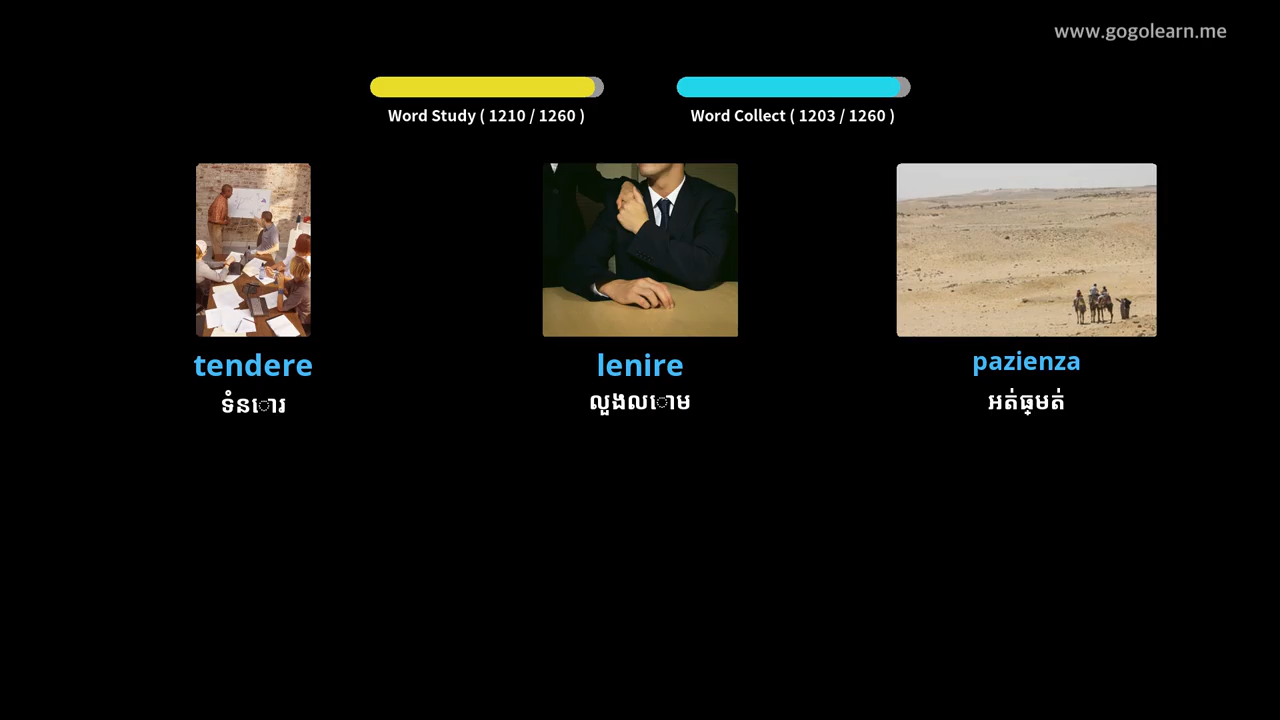 www.gogolearn.me
Word Study ( 1210 / 1260 )
Word Collect ( 1203 / 1260 )
tendere
lenire
pazienza
ទំនោរ
លួងលោម
អត់ធ្មត់